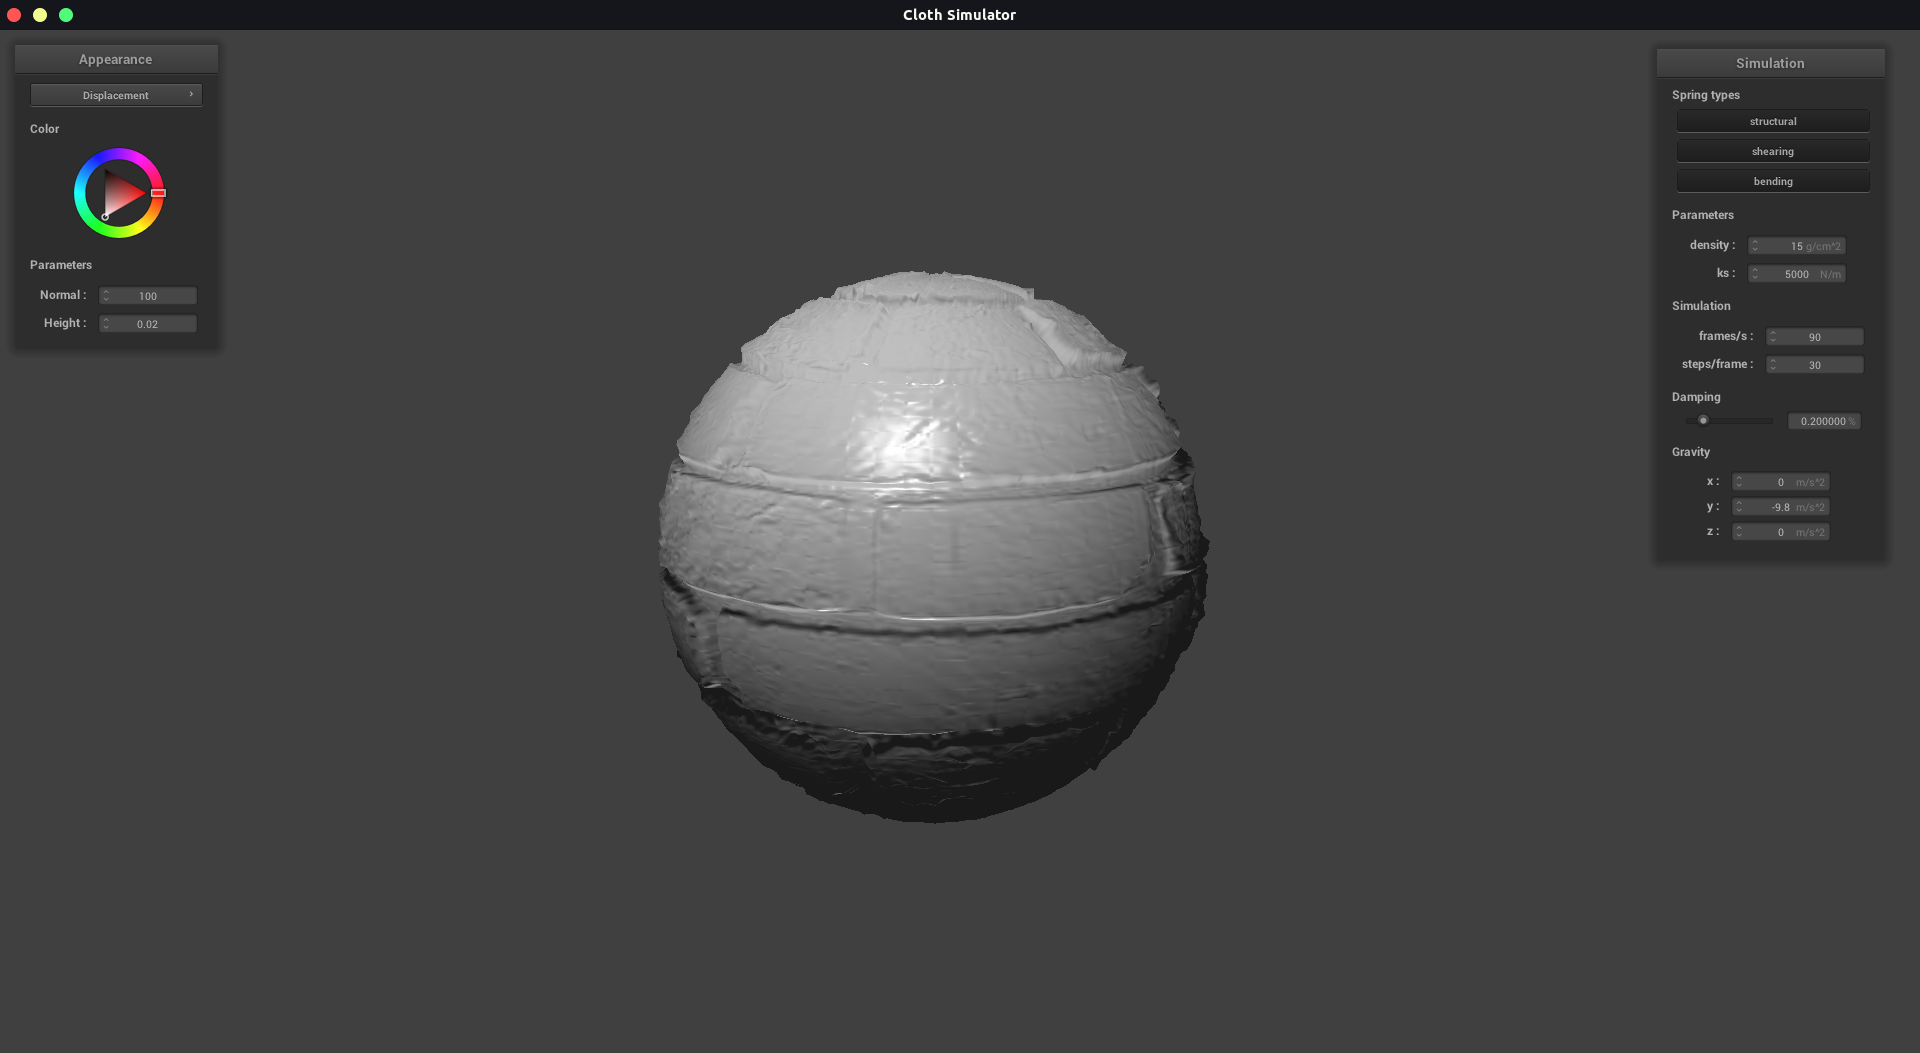 Cloth Simulator
Appearance
Displacement
Color
Parameters
Normal : 100
Height : 0.02
Simulation
Spring types
structural
shearing
bending
Parameters
density : 15 g/cm^2
ks : 5000 N/m
Simulation
frames/s : 90
steps/frame : 30
Damping
0.200000 %
Gravity
x : 0 m/s^2
y : -9.8 m/s^2
z : 0 m/s^2